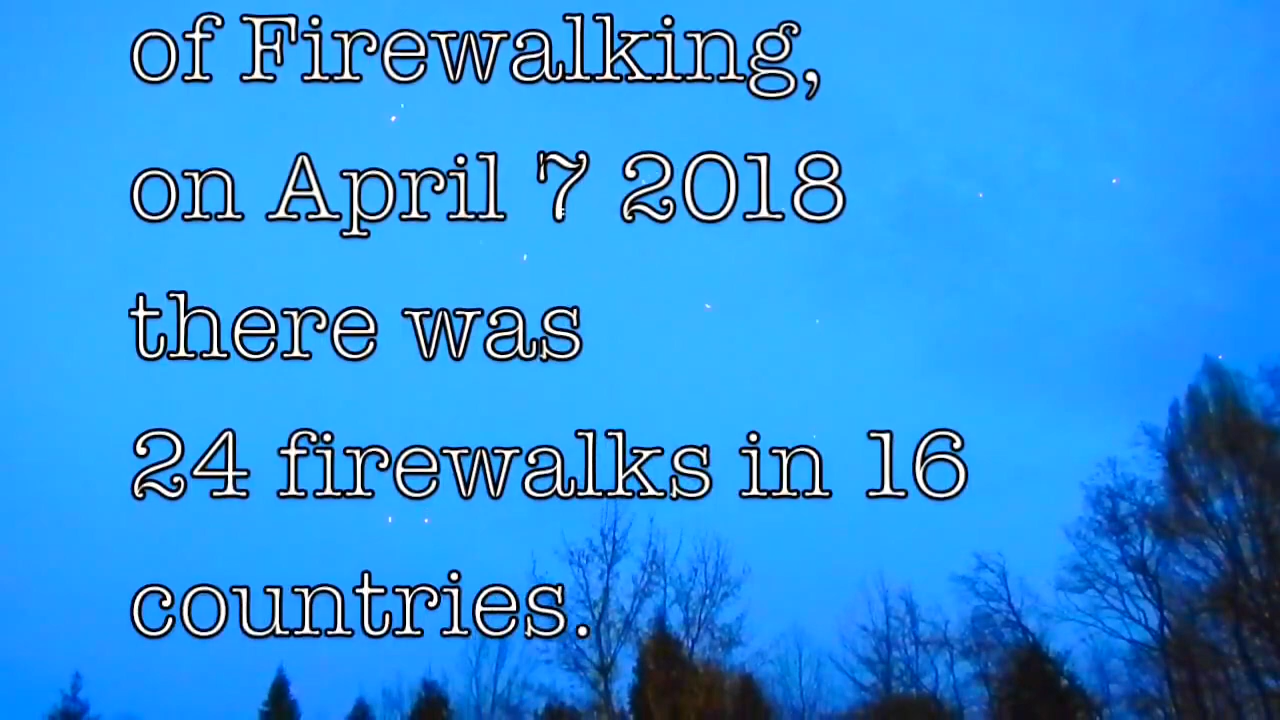 of Firewalking,
on April 7 2018
there was
24 firewalks in 16
countries.